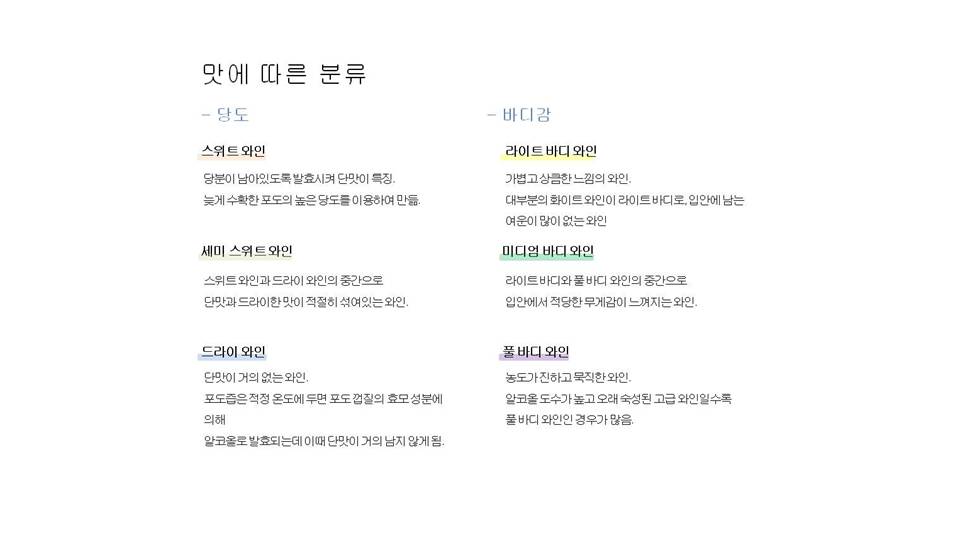 맛에 따른 분류
– 당도
스위트 와인
당분이 남아있도록 발효시켜 단맛이 특징.
늦게 수확한 포도의 높은 당도를 이용하여 만듦.
세미 스위트 와인
스위트 와인과 드라이 와인의 중간으로
단맛과 드라이한 맛이 적절히 섞여있는 와인.
드라이 와인
단맛이 거의 없는 와인.
포도즙은 적정 온도에 두면 포도 껍질의 효모 성분에
의해
알코올로 발효되는데 이때 단맛이 거의 남지 않게 됨.
– 바디감
라이트 바디 와인
가볍고 상큼한 느낌의 와인.
대부분의 화이트 와인이 라이트 바디로, 입안에 남는
여운이 많이 없는 와인
미디엄 바디 와인
라이트 바디와 풀 바디 와인의 중간으로
입안에서 적당한 무게감이 느껴지는 와인.
풀 바디 와인
농도가 진하고 묵직한 와인.
알코올 도수가 높고 오래 숙성된 고급 와인일수록
풀 바디 와인인 경우가 많음.